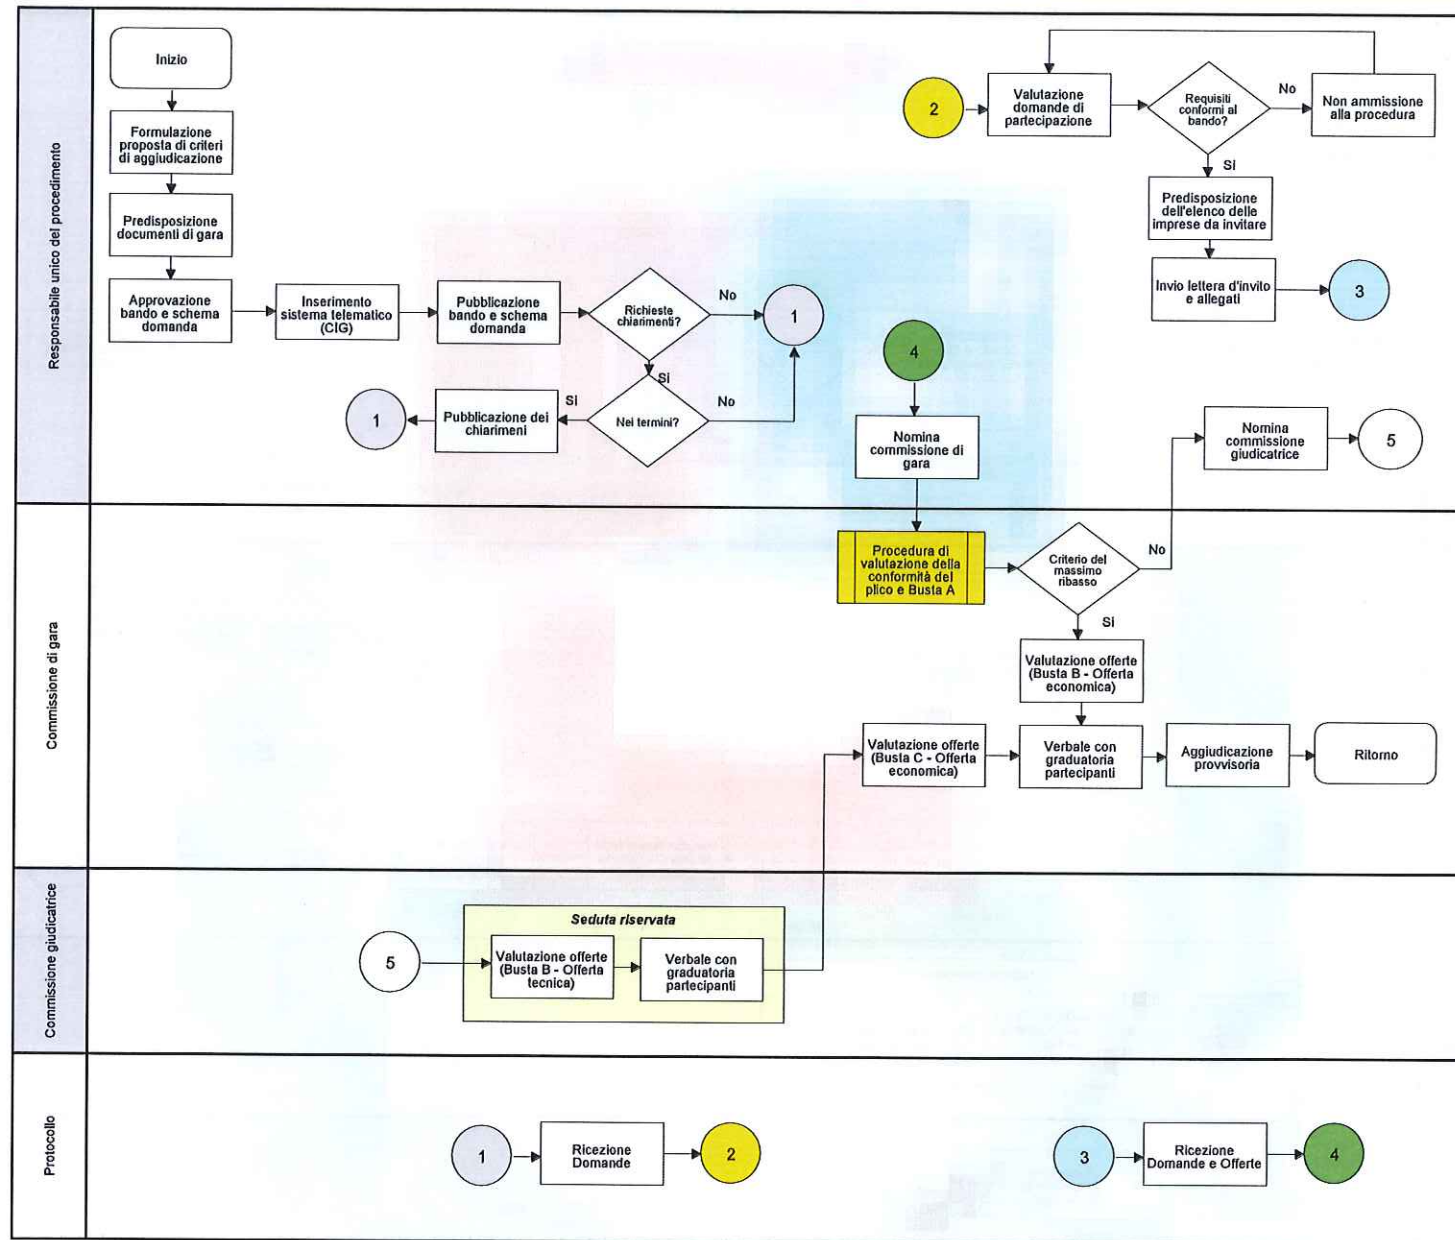 Responsabile unico del procedimento
Inizio
Formulazione
proposta di criteri
di aggiudicazione
Predisposizione
documenti di gara
Approvazione
bando e schema
domanda
Inserimento
sistema telematico
(CIG)
Pubblicazione
bando e schema
domanda
Richieste
chiarimenti?
No
1
Si
Nei termini?
No
Si
Pubblicazione dei
chiarimeni
1
2
Valutazione
domande di
partecipazione
Requisiti
conformi al
bando?
No
Non ammissione
alla procedura
Si
Predisposizione
dell'elenco delle
imprese da invitare
Invio lettera d'invito
e allegati
3
4
Nomina
commissione di
gara
Nomina
commissione
giudicatrice
5
Commissione di gara
Procedura di
valutazione della
conformità del
plico e Busta A
Criterio del
massimo
ribasso
No
Si
Valutazione offerte
(Busta B - Offerta
economica)
Valutazione offerte
(Busta C - Offerta
economica)
Verbale con
graduatoria
partecipanti
Aggiudicazione
provvisoria
Ritorno
Commissione giudicatrice
5
Seduta riservata
Valutazione offerte
(Busta B - Offerta
tecnica)
Verbale con
graduatoria
partecipanti
Protocollo
1
Ricezione
Domande
2
3
Ricezione
Domande e Offerte
4